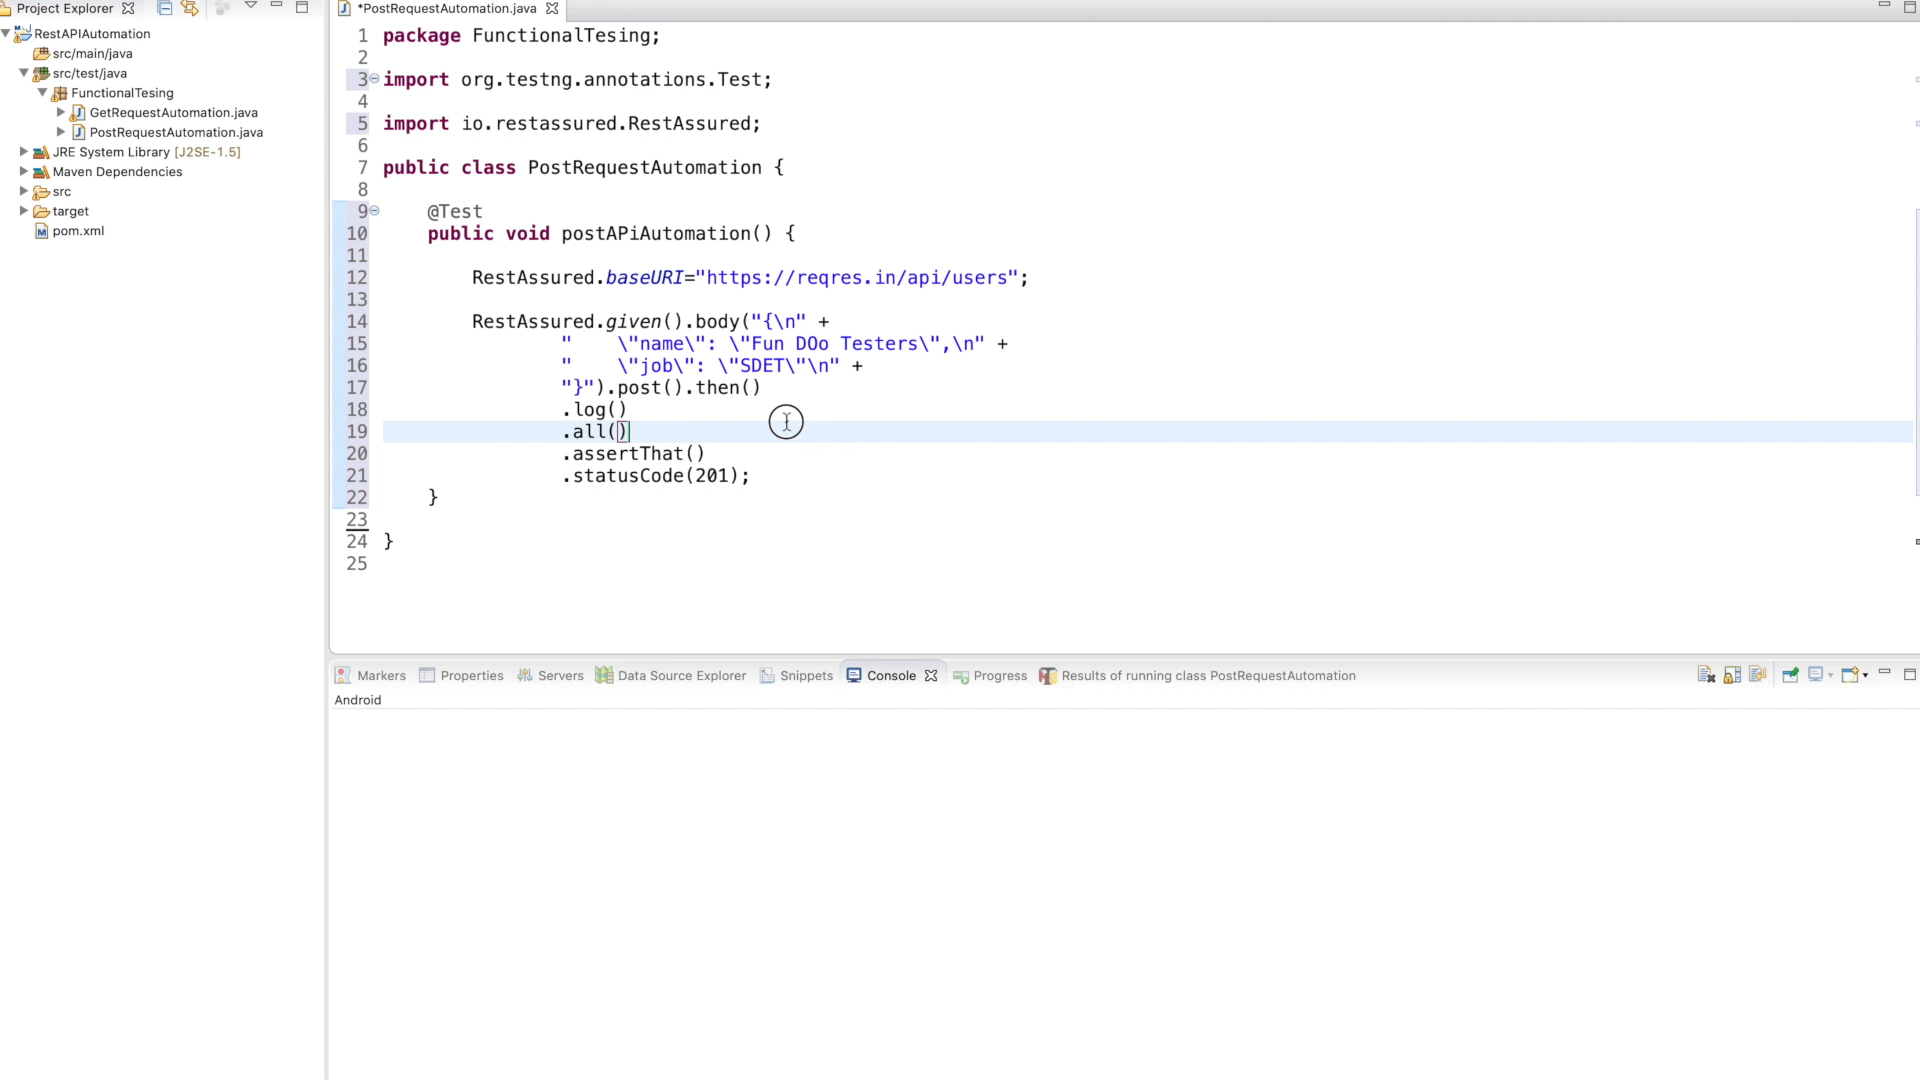 Project Explorer
RestAPIAutomation
src/main/java
src/test/java
FunctionalTesing
GetRequestAutomation.java
PostRequestAutomation.java
JRE System Library [J2SE-1.5]
Maven Dependencies
src
target
pom.xml
*PostRequestAutomation.java
1 package FunctionalTesing;
2
3 import org.testng.annotations.Test;
4
5 import io.restassured.RestAssured;
6
7 public class PostRequestAutomation {
8
9 @Test
10 public void postAPiAutomation() {
11
12 RestAssured.baseURI="https://reqres.in/api/users";
13
14 RestAssured.given().body("{\n" +
15 "    \"name\": \"Fun DOo Testers\",\n" +
16 "    \"job\": \"SDET\"\n" +
17 "}").post().then()
18 .log()
19 .all()
20 .assertThat()
21 .statusCode(201);
22 }
23
24 }
25
Markers Properties Servers Data Source Explorer Snippets Console Progress Results of running class PostRequestAutomation
Android